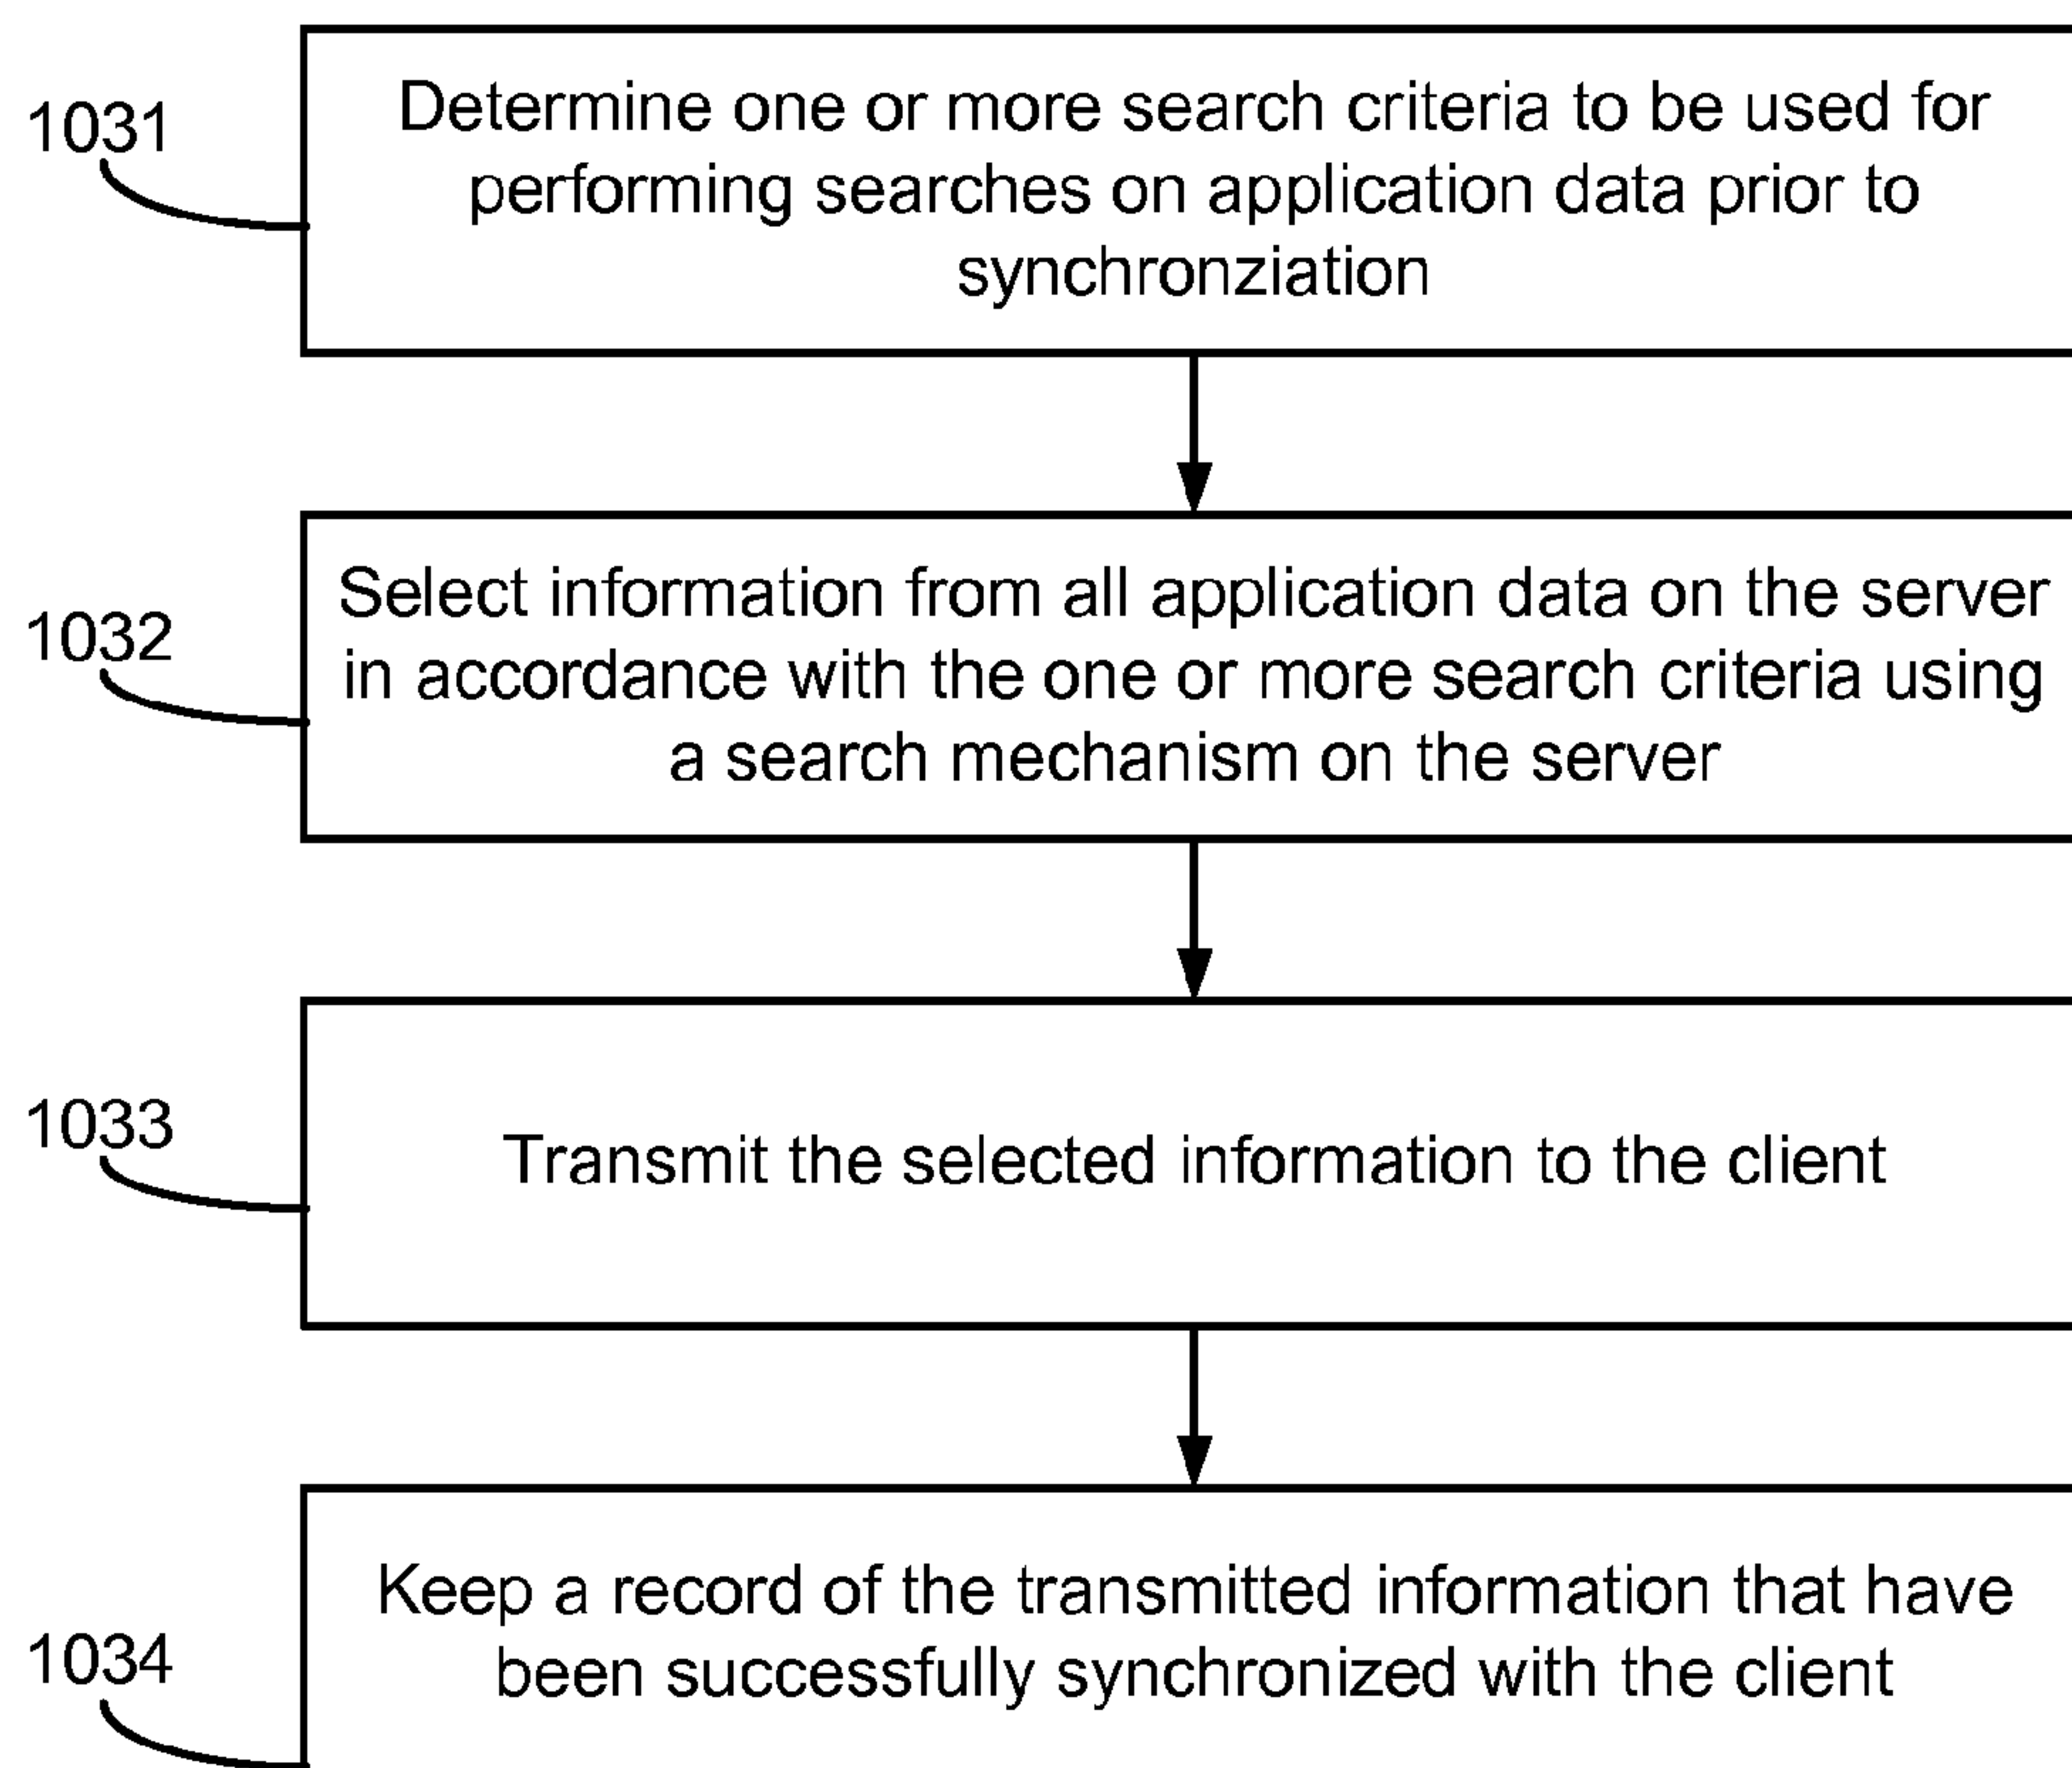 1031
Determine one or more search criteria to be used for
performing searches on application data prior to
synchronziation
1032
Select information from all application data on the server
in accordance with the one or more search criteria using
a search mechanism on the server
1033
Transmit the selected information to the client
1034
Keep a record of the transmitted information that have
been successfully synchronized with the client